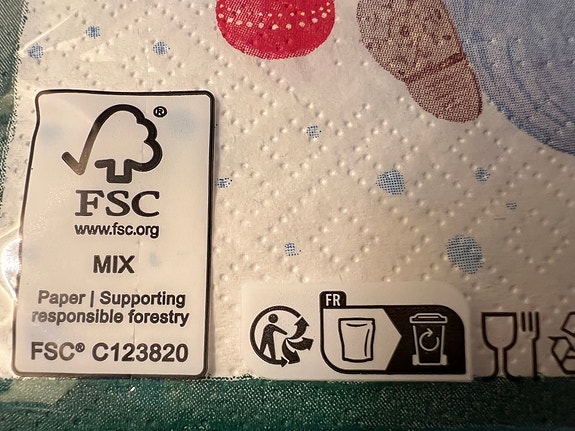 ®
FSC
www.fsc.org
MIX
Paper | Supporting
responsible forestry
FSC® C123820
FR